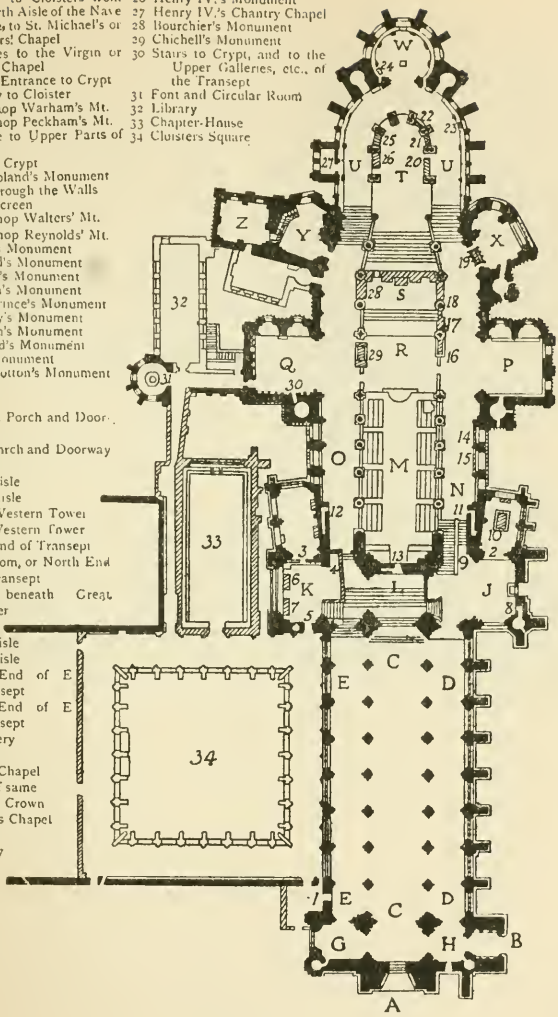 to Cloisters from
th Aisle of the Nave
, to St. Michael's or
rs' Chapel
es to the Virgin or
Chapel
Entrance to Crypt
y to Cloister
op Warham's Mt.
op Peckham's Mt.
e to Upper Parts of
Crypt
oland's Monument
rough the Walls
creen
op Walters' Mt.
op Reynolds' Mt.
Monument
l's Monument
's Monument
's Monument
rince's Monument
y's Monument
n's Monument
d's Monument
onument
otton's Monument
Porch and Door-
orch and Doorway
isle
isle
Western Tower
Western Tower
nd of Transept
om, or North End
ransept
beneath Great
er
isle
isle
End of E
sept
End of E
sept
ery
Chapel
f same
Crown
s Chapel
26 Henry IV.'s Monument
27 Henry IV.'s Chantry Chapel
28 Bourchier's Monument
29 Chichell's Monument
30 Stairs to Crypt, and to the
Upper Galleries, etc., of
the Transept
31 Font and Circular Room
32 Library
33 Chapter-House
34 Cloisters Square
W
24
22
23
25
21
27
U
26
T
20
U
Z
Y
X
19
32
28
S
18
17
Q
29
R
16
P
31
30
14
O
M
15
N
12
11
10
33
3
13
2
4
9
K
6
I
J
7
5
8
C
E
D
34
1
E
C
D
G
H
B
A